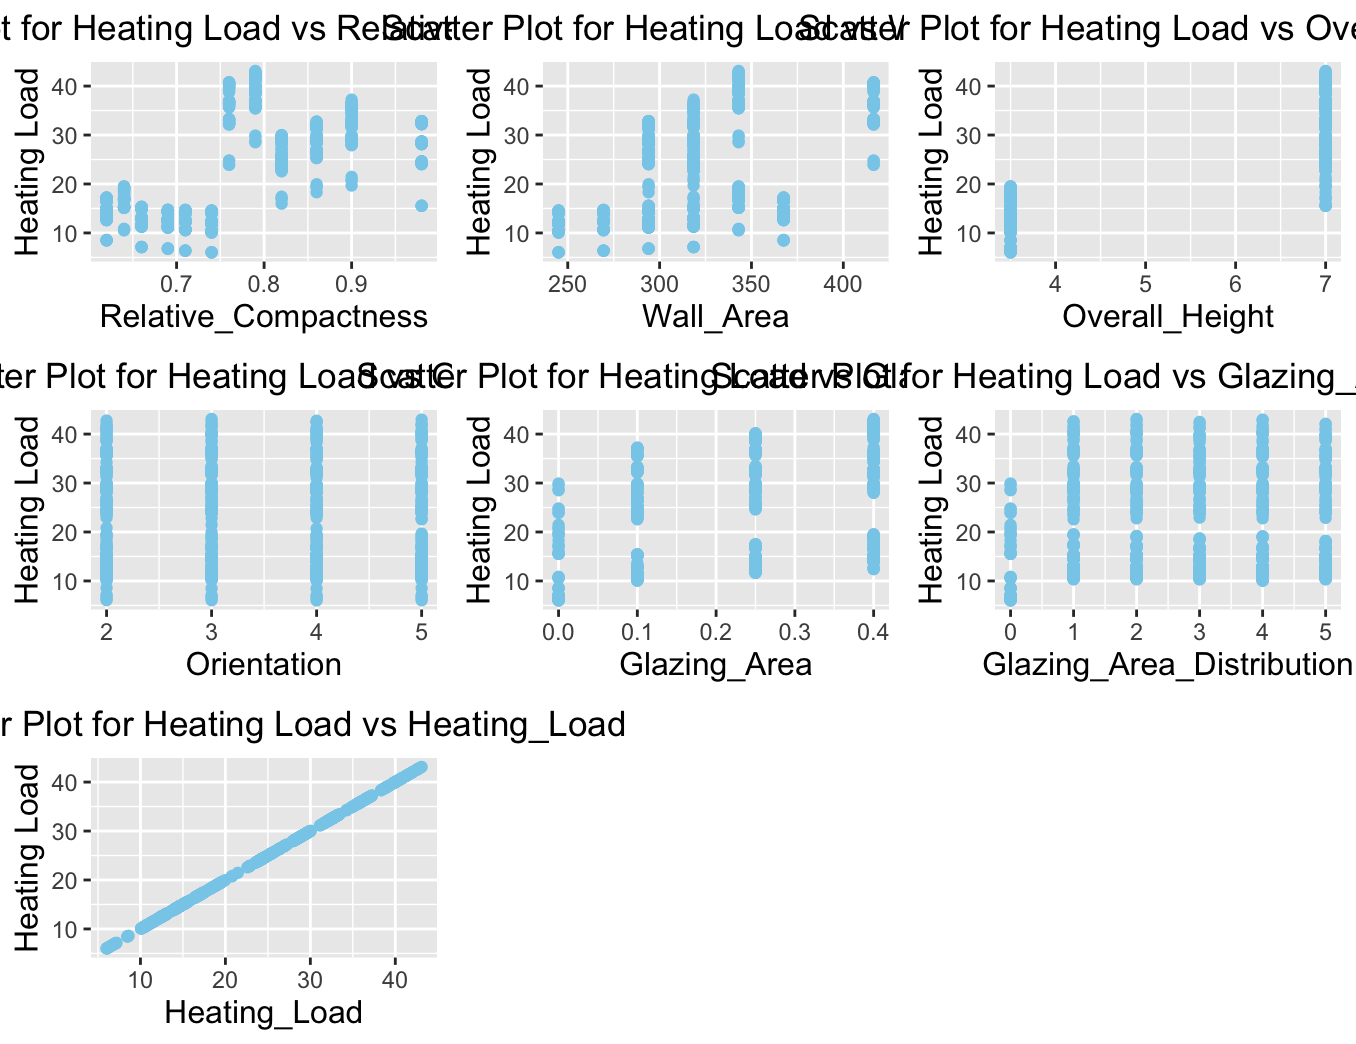 t for Heating Load vs Relative
Scatter Plot for Heating Load vs W
Scatter Plot for Heating Load vs Ove
Heating Load
40
30
20
10
0.7 0.8 0.9
Relative_Compactness
Heating Load
40
30
20
10
250 300 350 400
Wall_Area
Heating Load
40
30
20
10
4 5 6 7
Overall_Height
ter Plot for Heating Load vs
Scatter Plot for Heating Load vs Gla
Scatter Plot for Heating Load vs Glazing_
Heating Load
40
30
20
10
2 3 4 5
Orientation
Heating Load
40
30
20
10
0.0 0.1 0.2 0.3 0.4
Glazing_Area
Heating Load
40
30
20
10
0 1 2 3 4 5
Glazing_Area_Distribution
r Plot for Heating Load vs Heating_Load
Heating Load
40
30
20
10
10 20 30 40
Heating_Load